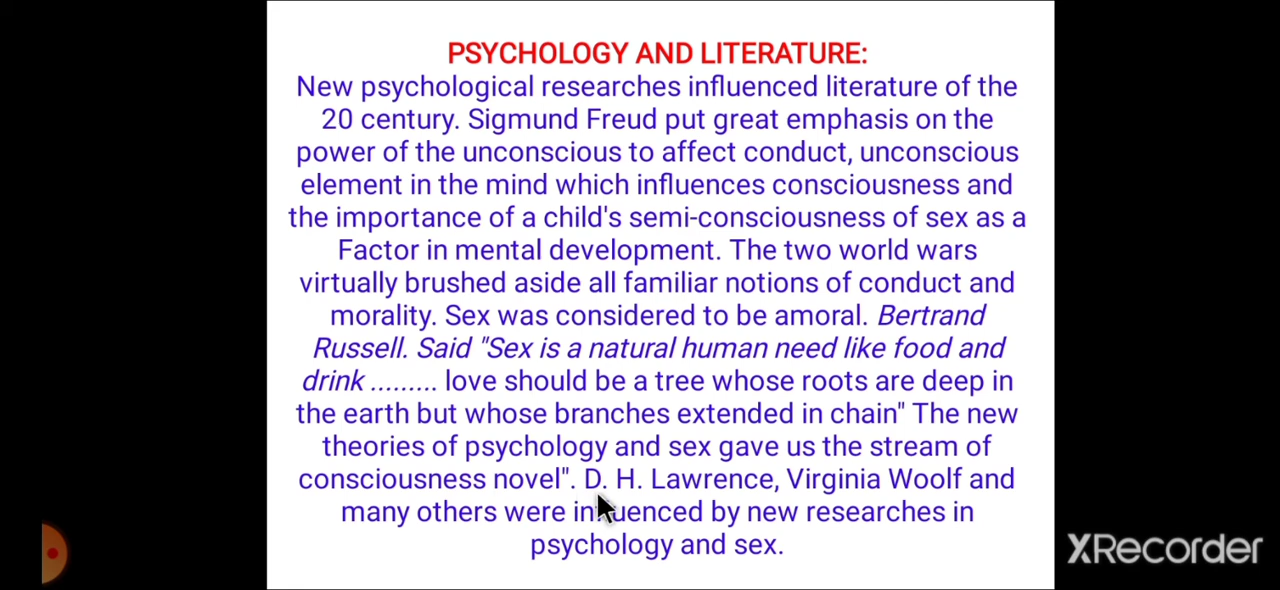 PSYCHOLOGY AND LITERATURE:
New psychological researches influenced literature of the
20 century. Sigmund Freud put great emphasis on the
power of the unconscious to affect conduct, unconscious
element in the mind which influences consciousness and
the importance of a child's semi-consciousness of sex as a
Factor in mental development. The two world wars
virtually brushed aside all familiar notions of conduct and
morality. Sex was considered to be amoral. Bertrand
Russell. Said "Sex is a natural human need like food and
drink ......... love should be a tree whose roots are deep in
the earth but whose branches extended in chain" The new
theories of psychology and sex gave us the stream of
consciousness novel". D. H. Lawrence, Virginia Woolf and
many others were influenced by new researches in
psychology and sex.
XRecorder